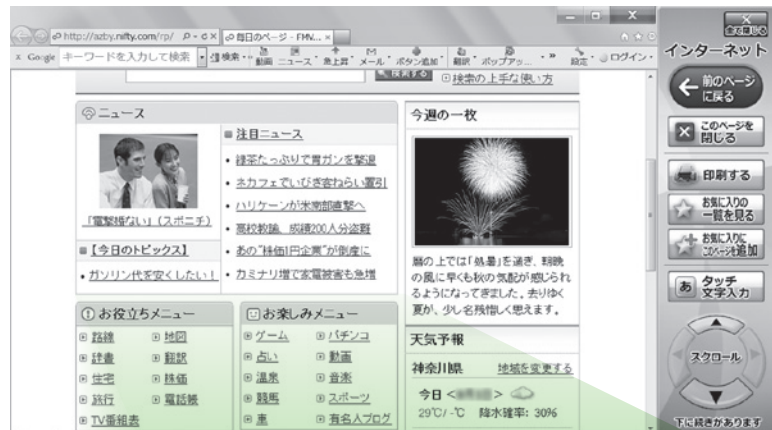 http://azby.nifty.com/rp/
毎日のページ - FMV...
Google
キーワードを入力して検索
検索
動画
ニュース
急上昇
メール
ボタン追加
翻訳
ポップアッ...
設定
ログイン
検索する
検索の上手な使い方
ニュース
「電撃婚ない」(スポニチ)
【今日のトピックス】
・ガソリン代を安くしたい!
注目ニュース
・緑茶たっぷりで胃ガンを撃退
・ネカフェでいびき客ねらい置引
・ハリケーンが米南部直撃へ
・高校教諭、成績200人分盗難
・あの"株価1円企業"が倒産に
・カミナリ増で家電被害も急増
お役立ちメニュー
路線
地図
辞書
翻訳
住宅
株価
旅行
電話帳
TV番組表
お楽しみメニュー
ゲーム
パチンコ
占い
動画
温泉
音楽
競馬
スポーツ
車
有名人ブログ
今週の一枚
暦の上では「処暑」を過ぎ、朝晩
の風に早くも秋の気配が感じられ
るようになってきました。去りゆく
夏が、少し名残惜しく思えます。
天気予報
神奈川県
地域を変更する
今日 <
>
29℃/-℃ 降水確率: 30%
全て閉じる
インターネット
前のページ
に戻る
このページを
閉じる
印刷する
お気に入りの
一覧を見る
お気に入りに
このページを追加
あ
タッチ
文字入力
スクロール
下に続きがあります